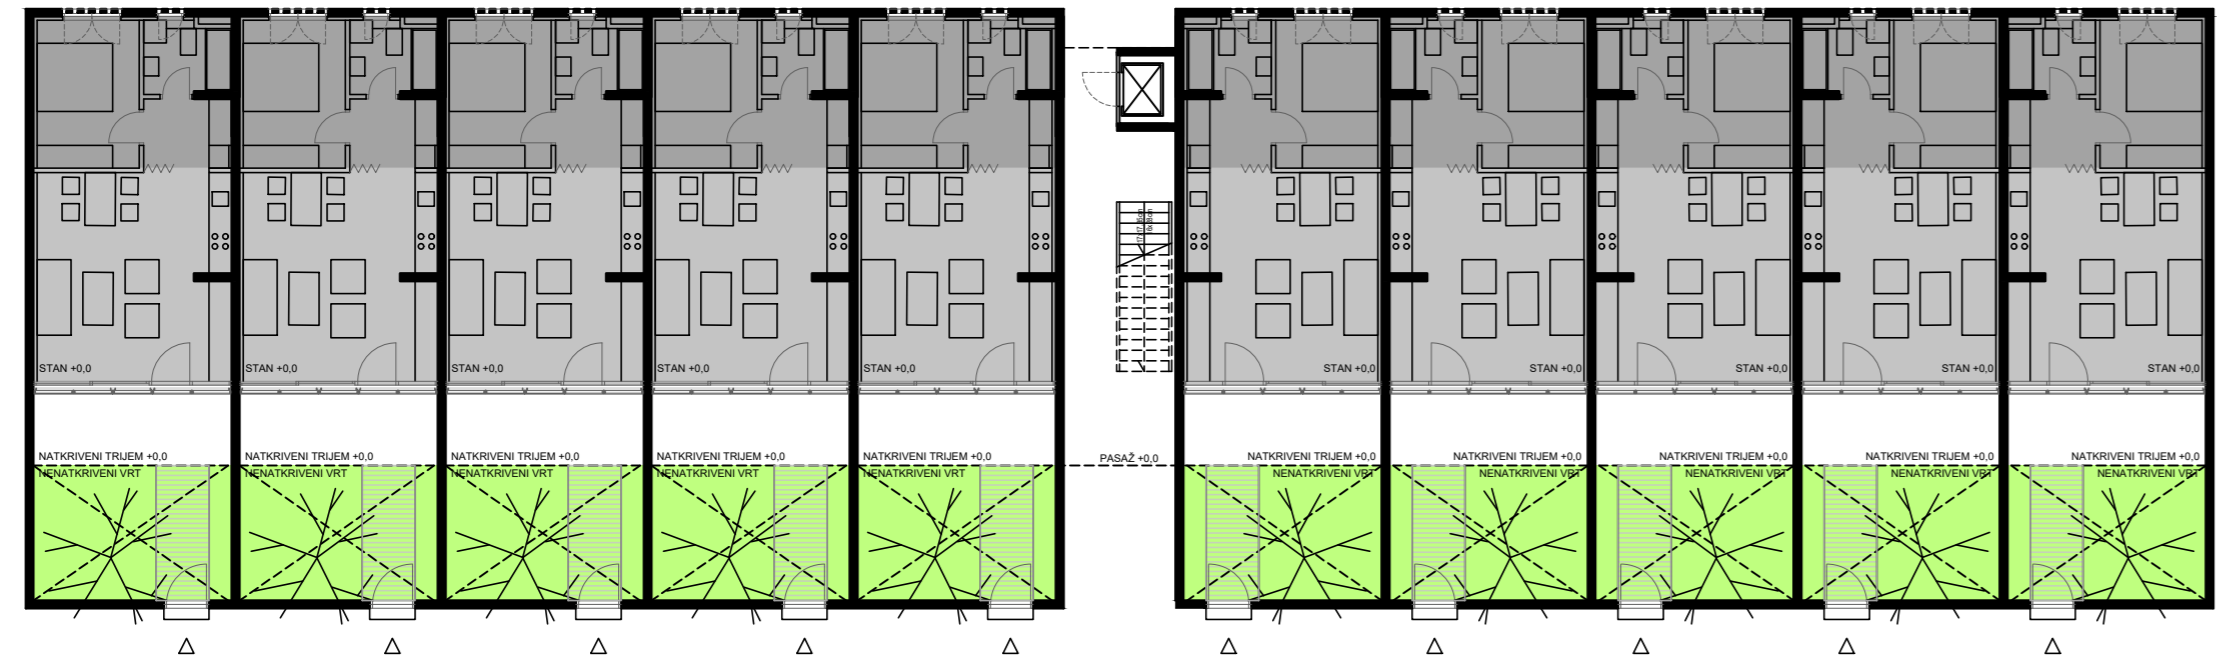 17x17,65cm
16x28cm
STAN +0,0 STAN +0,0 STAN +0,0 STAN +0,0 STAN +0,0 STAN +0,0 STAN +0,0 STAN +0,0 STAN +0,0 STAN +0,0
NATKRIVENI TRIJEM +0,0 NATKRIVENI TRIJEM +0,0 NATKRIVENI TRIJEM +0,0 NATKRIVENI TRIJEM +0,0 NATKRIVENI TRIJEM +0,0 PASAŽ +0,0 NATKRIVENI TRIJEM +0,0 NATKRIVENI TRIJEM +0,0 NATKRIVENI TRIJEM +0,0 NATKRIVENI TRIJEM +0,0 NATKRIVENI TRIJEM +0,0
NENATKRIVENI VRT NENATKRIVENI VRT NENATKRIVENI VRT NENATKRIVENI VRT NENATKRIVENI VRT NENATKRIVENI VRT NENATKRIVENI VRT NENATKRIVENI VRT NENATKRIVENI VRT NENATKRIVENI VRT